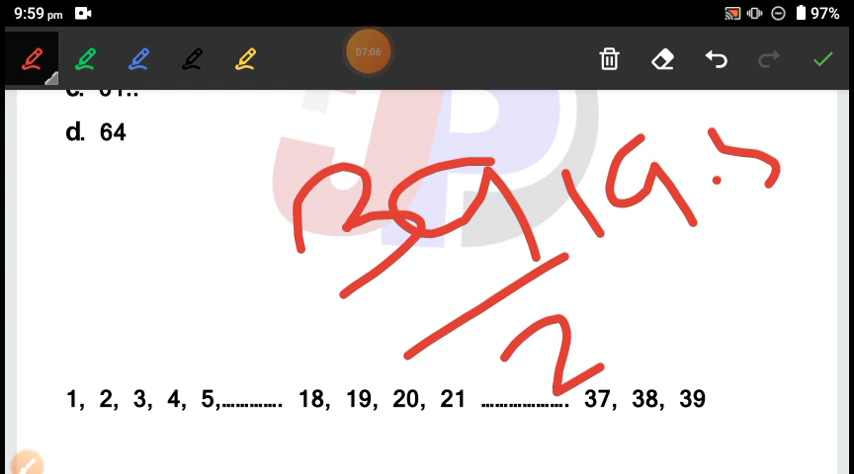 9:59 pm 97%
07:06
c. 61..
d. 64
39 19.5
2
1, 2, 3, 4, 5,............. 18, 19, 20, 21 .................. 37, 38, 39